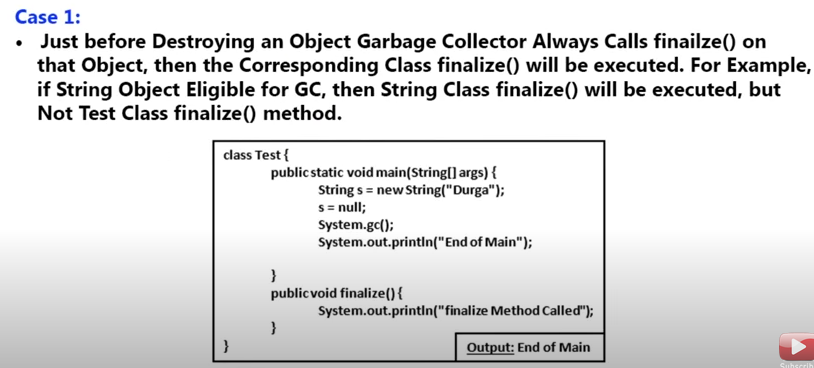 Case 1:
• Just before Destroying an Object Garbage Collector Always Calls finailze() on
that Object, then the Corresponding Class finalize() will be executed. For Example,
if String Object Eligible for GC, then String Class finalize() will be executed, but
Not Test Class finalize() method.
class Test {
public static void main(String[] args) {
String s = new String("Durga");
s = null;
System.gc();
System.out.println("End of Main");
}
public void finalize() {
System.out.println("finalize Method Called");
}
}
Output: End of Main